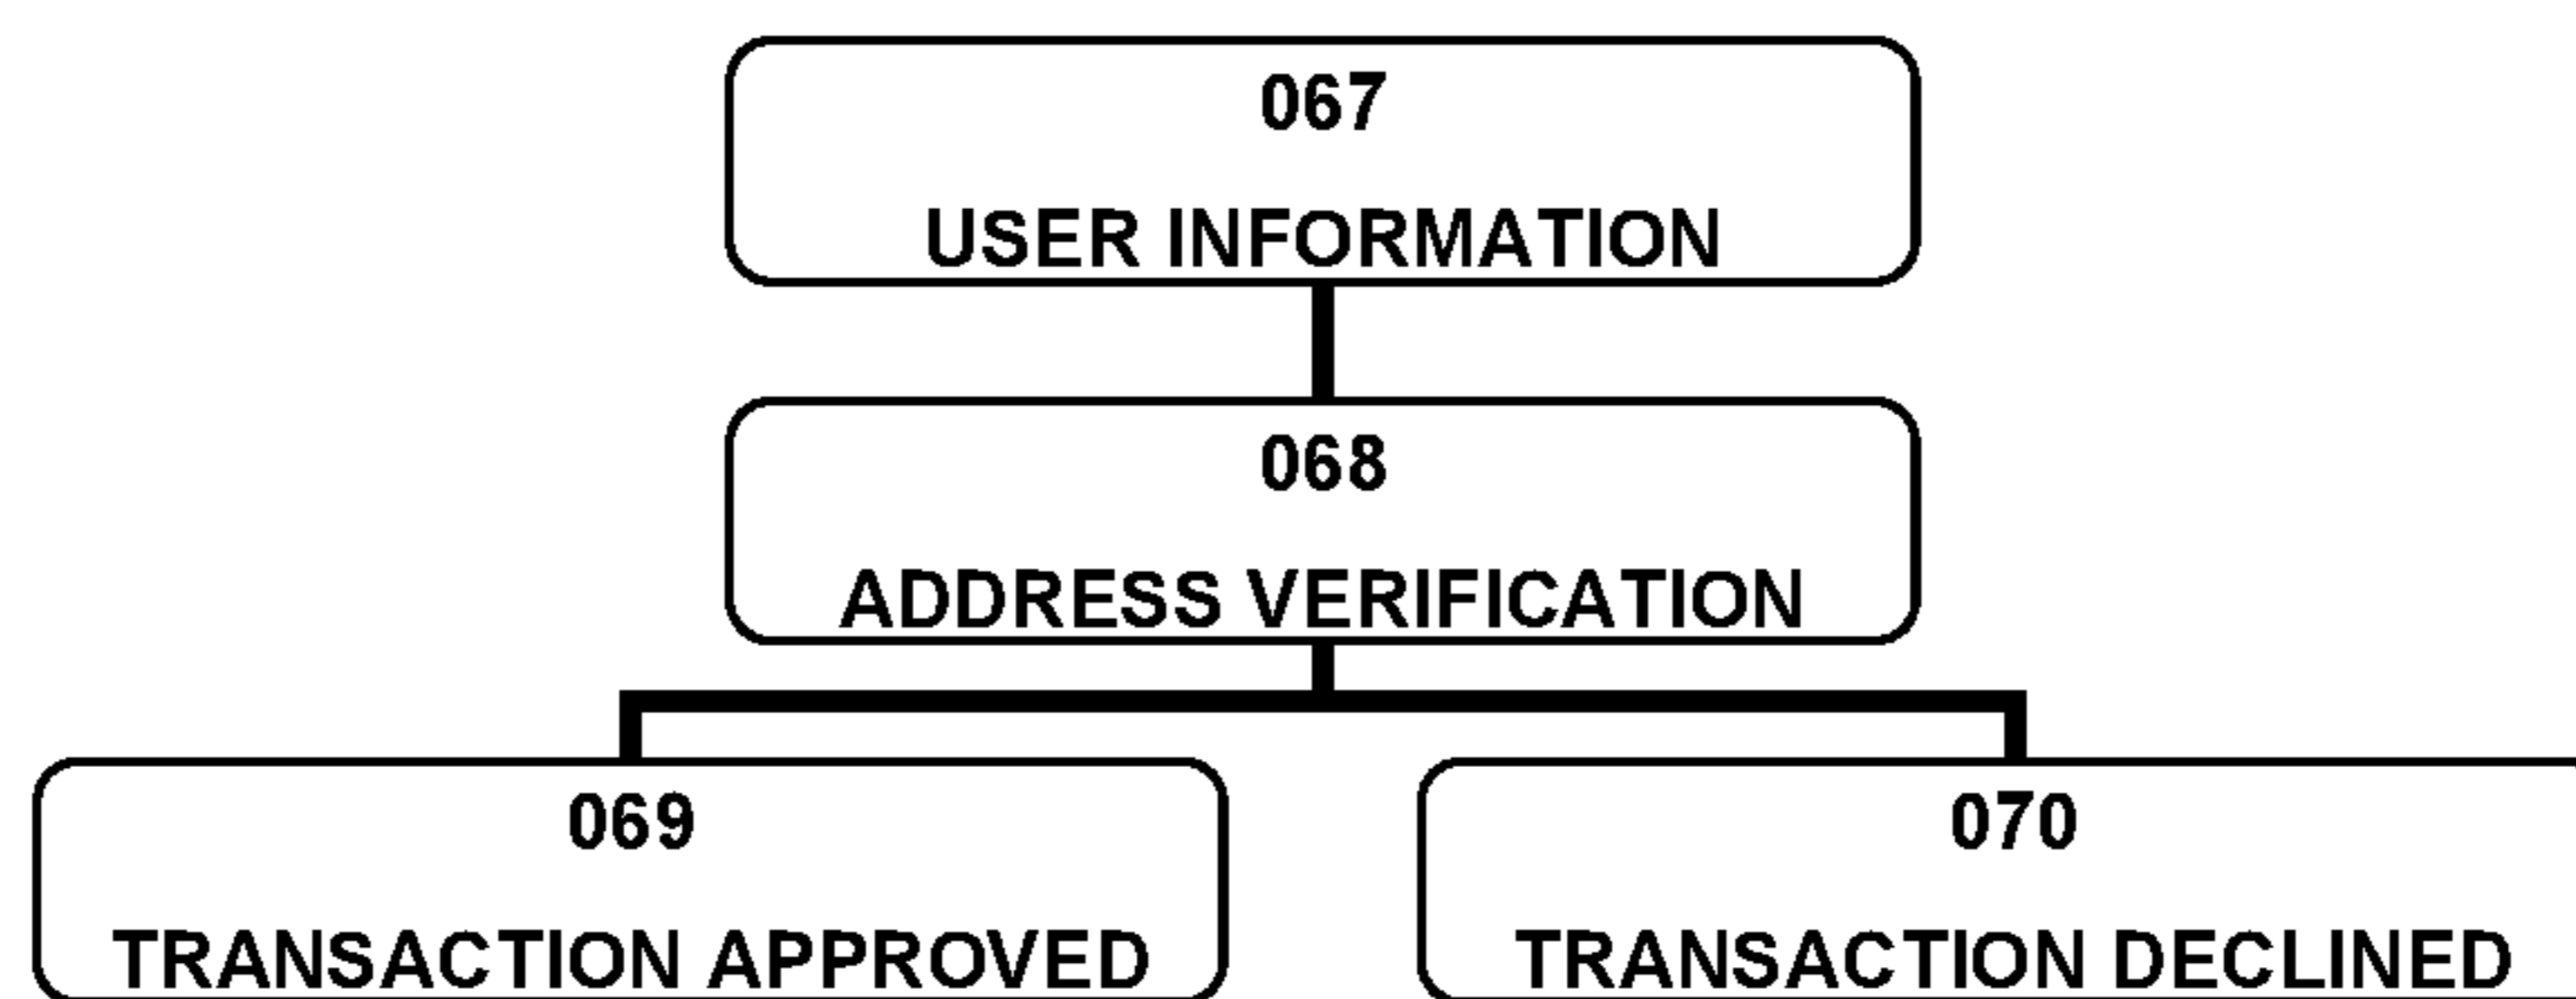 067
USER INFORMATION
068
ADDRESS VERIFICATION
069
TRANSACTION APPROVED
070
TRANSACTION DECLINED